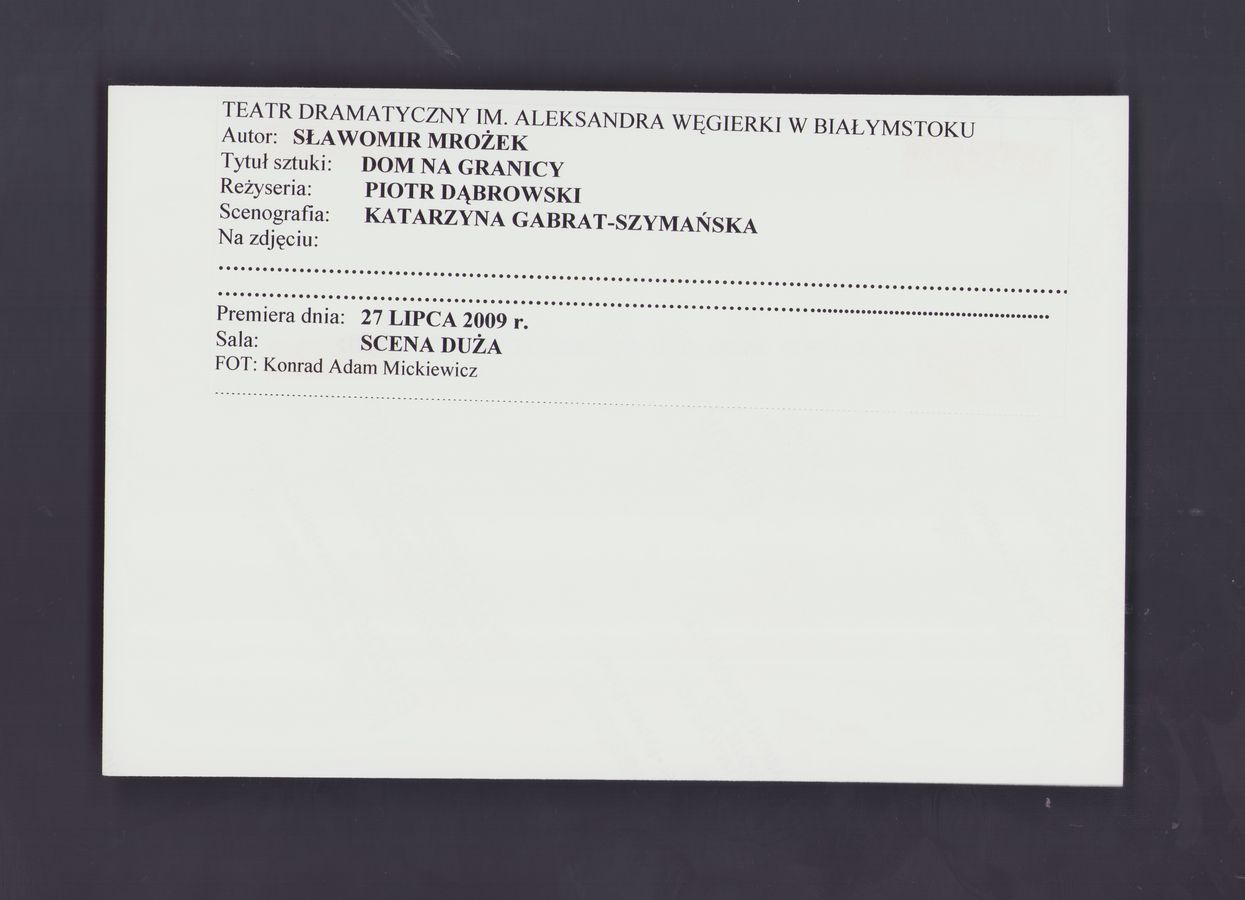 TEATR DRAMATYCZNY IM. ALEKSANDRA WĘGIERKI W BIAŁYMSTOKU
Autor: SŁAWOMIR MROŻEK
Tytuł sztuki: DOM NA GRANICY
Reżyseria: PIOTR DĄBROWSKI
Scenografia: KATARZYNA GABRAT-SZYMAŃSKA
Na zdjęciu:
Premiera dnia: 27 LIPCA 2009 r.
Sala: SCENA DUŻA
FOT: Konrad Adam Mickiewicz